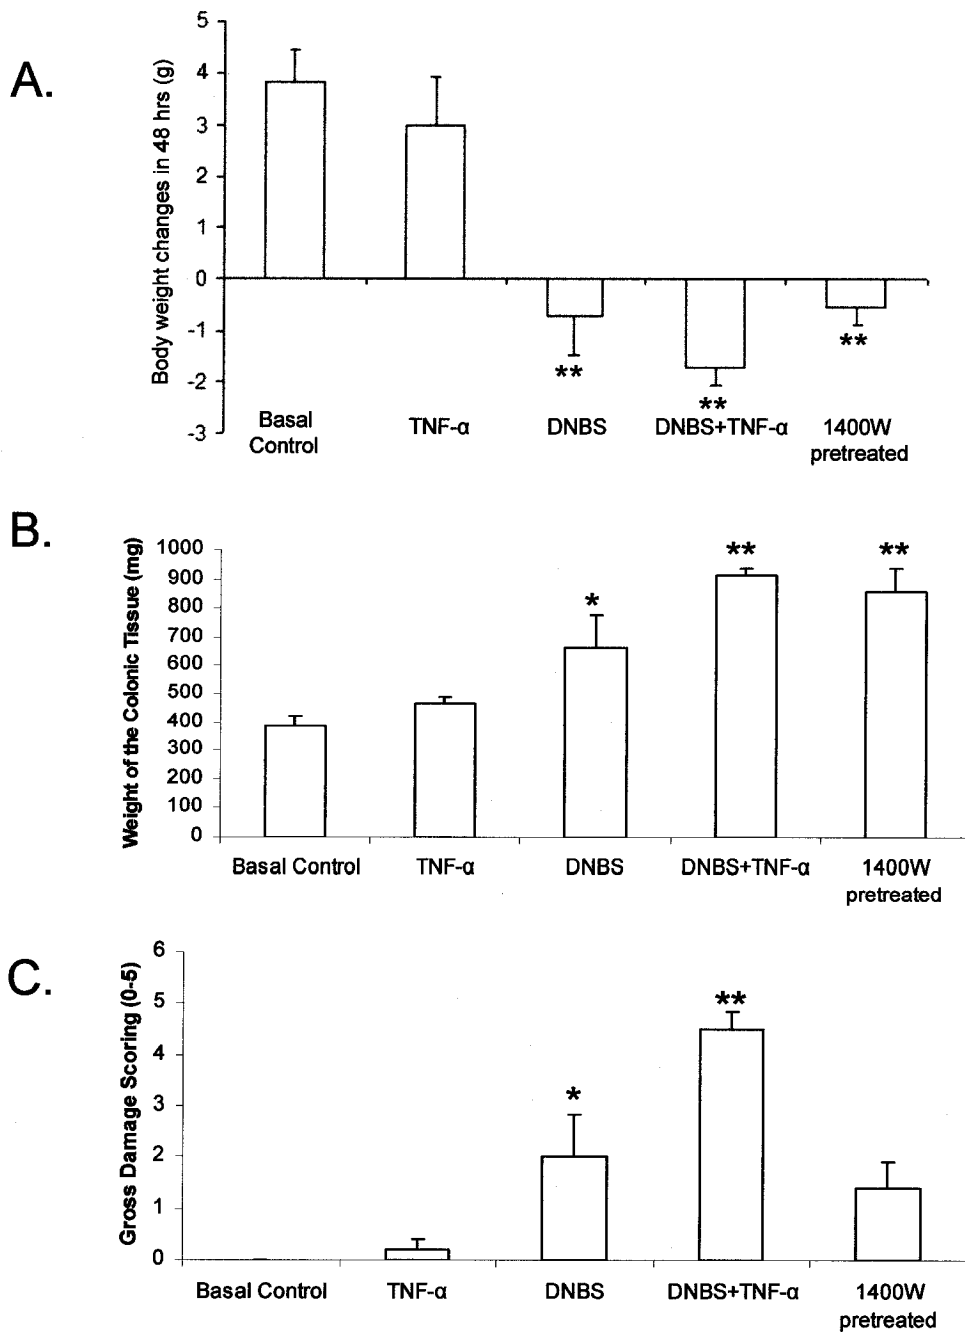 A.
Body weight changes in 48 hrs (g)
5
4
3
2
1
0
-1
-2
-3
**
**
**
Basal Control
TNF-α
DNBS
DNBS+TNF-α
1400W pretreated
B.
Weight of the Colonic Tissue (mg)
1000
900
800
700
600
500
400
300
200
100
0
*
**
**
Basal Control
TNF-α
DNBS
DNBS+TNF-α
1400W pretreated
C.
Gross Damage Scoring (0-5)
6
5
4
3
2
1
0
*
**
Basal Control
TNF-α
DNBS
DNBS+TNF-α
1400W pretreated